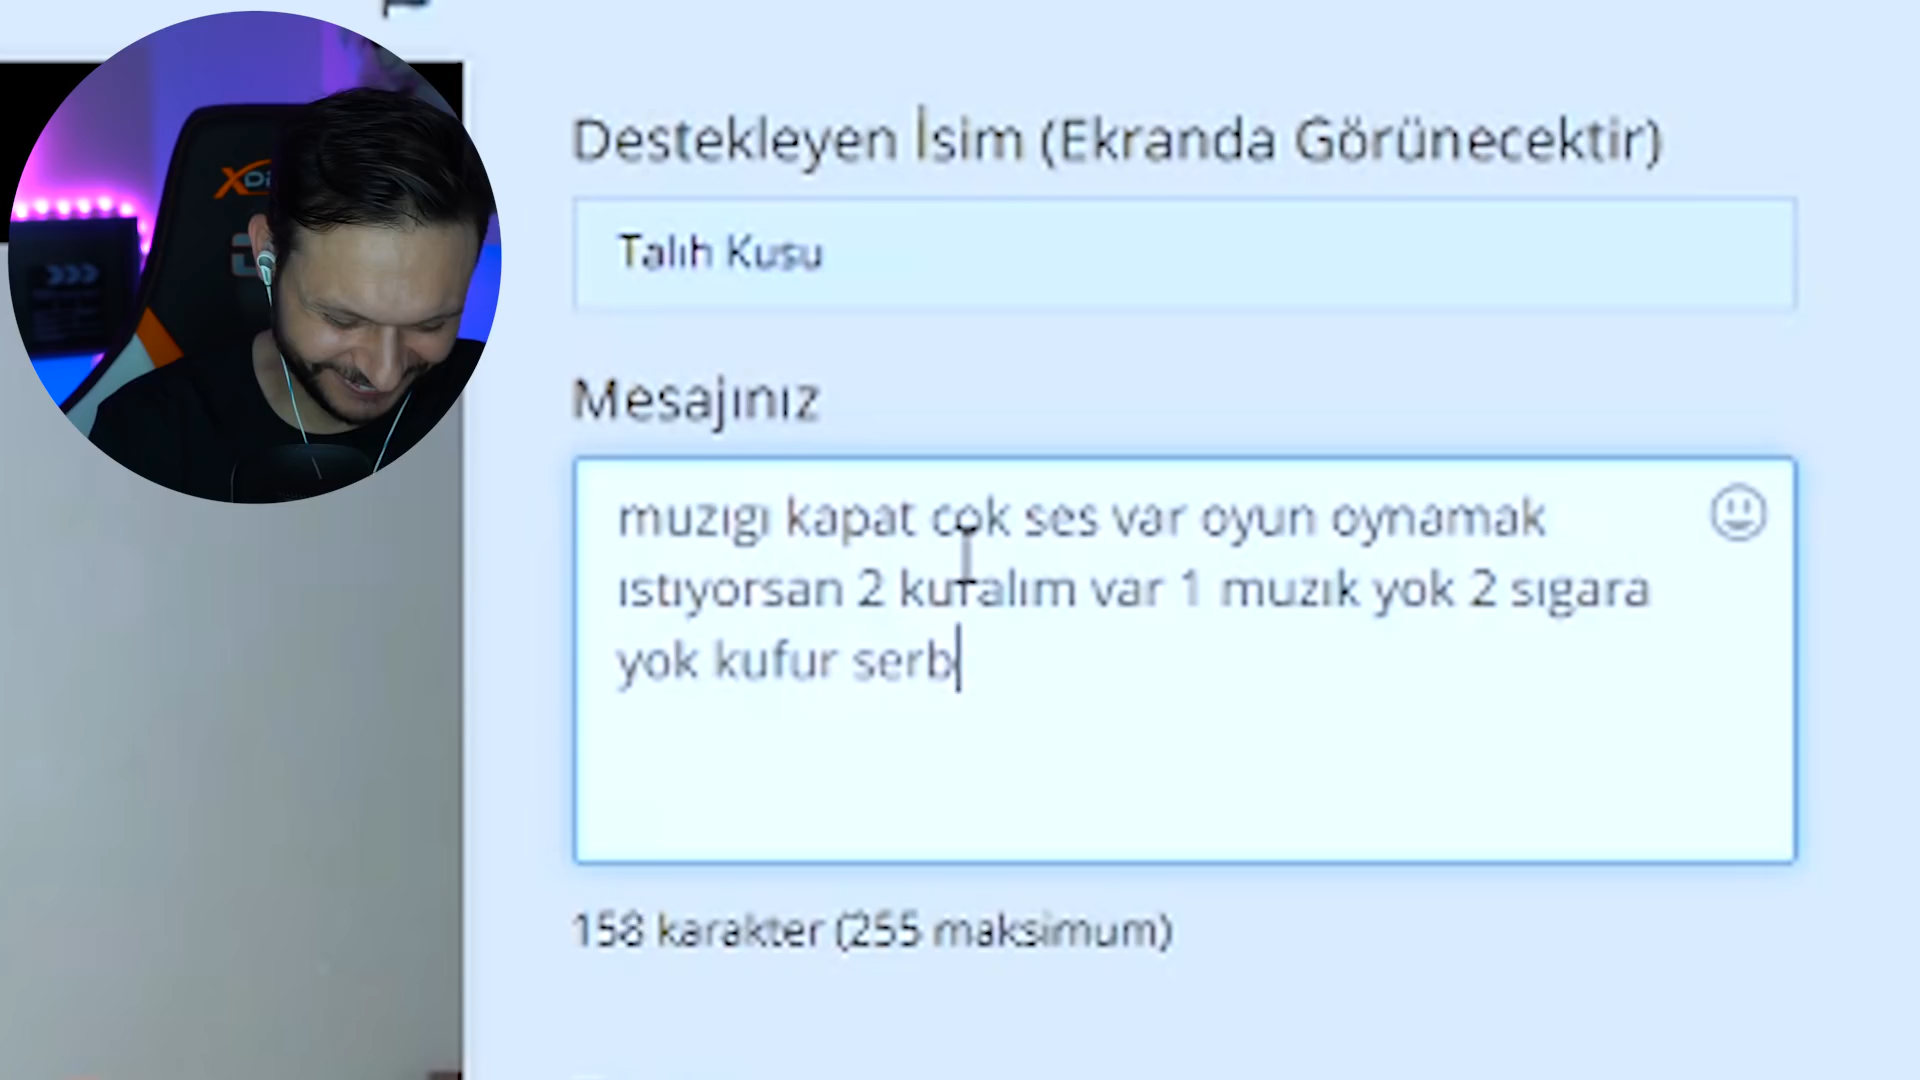 Destekleyen İsim (Ekranda Görünecektir)
Talıh Kusu
Mesajınız
muzıgı kapat cok ses var oyun oynamak
ıstıyorsan 2 kuralım var 1 muzık yok 2 sıgara
yok kufur serb
158 karakter (255 maksimum)